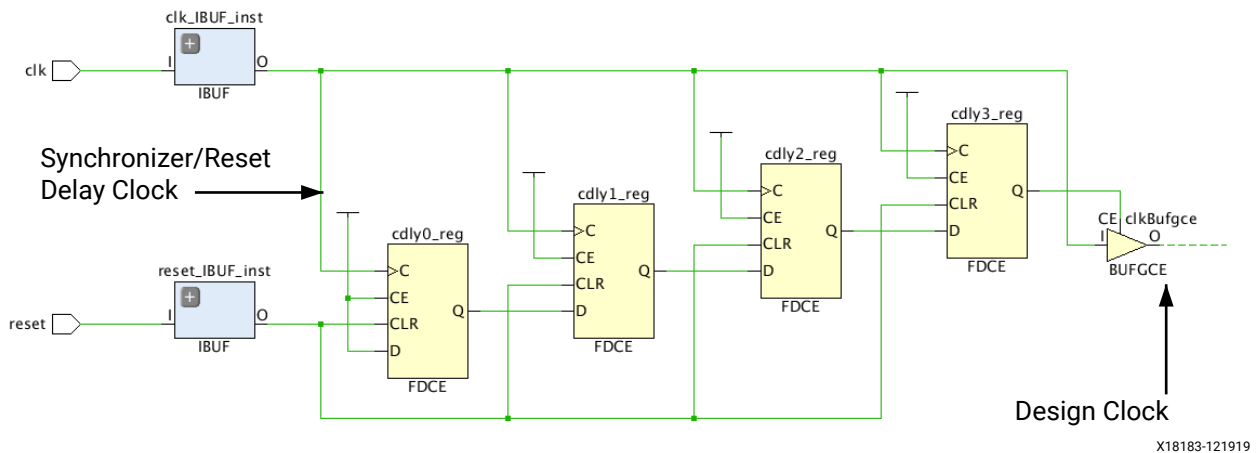 clk_IBUF_inst
+
clk
I
O
IBUF
Synchronizer/Reset
Delay Clock
reset_IBUF_inst
+
reset
I
O
IBUF
cdly0_reg
C
CE
CLR
D
Q
FDCE
cdly1_reg
C
CE
CLR
D
Q
FDCE
cdly2_reg
C
CE
CLR
D
Q
FDCE
cdly3_reg
C
CE
CLR
D
Q
FDCE
CE clkBufgce
I
O
BUFGCE
Design Clock
X18183-121919